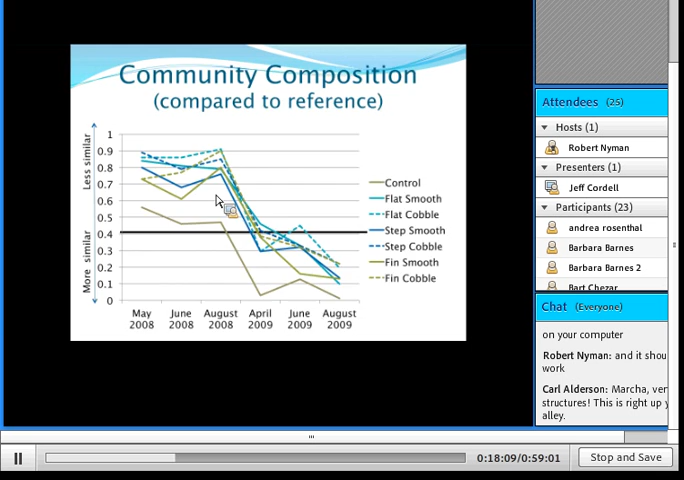 Community Composition
(compared to reference)
Less similar
More similar
1
0.9
0.8
0.7
0.6
0.5
0.4
0.3
0.2
0.1
0
May 2008
June 2008
August 2008
April 2009
June 2009
August 2009
Control
Flat Smooth
Flat Cobble
Step Smooth
Step Cobble
Fin Smooth
Fin Cobble
Attendees (25)
Hosts (1)
Robert Nyman
Presenters (1)
Jeff Cordell
Participants (23)
andrea rosenthal
Barbara Barnes
Barbara Barnes 2
Bart Chezar
Chat (Everyone)
on your computer
Robert Nyman: and it shou
work
Carl Alderson: Marcha, ver
structures! This is right up y
alley.
0:18:09/0:59:01
Stop and Save